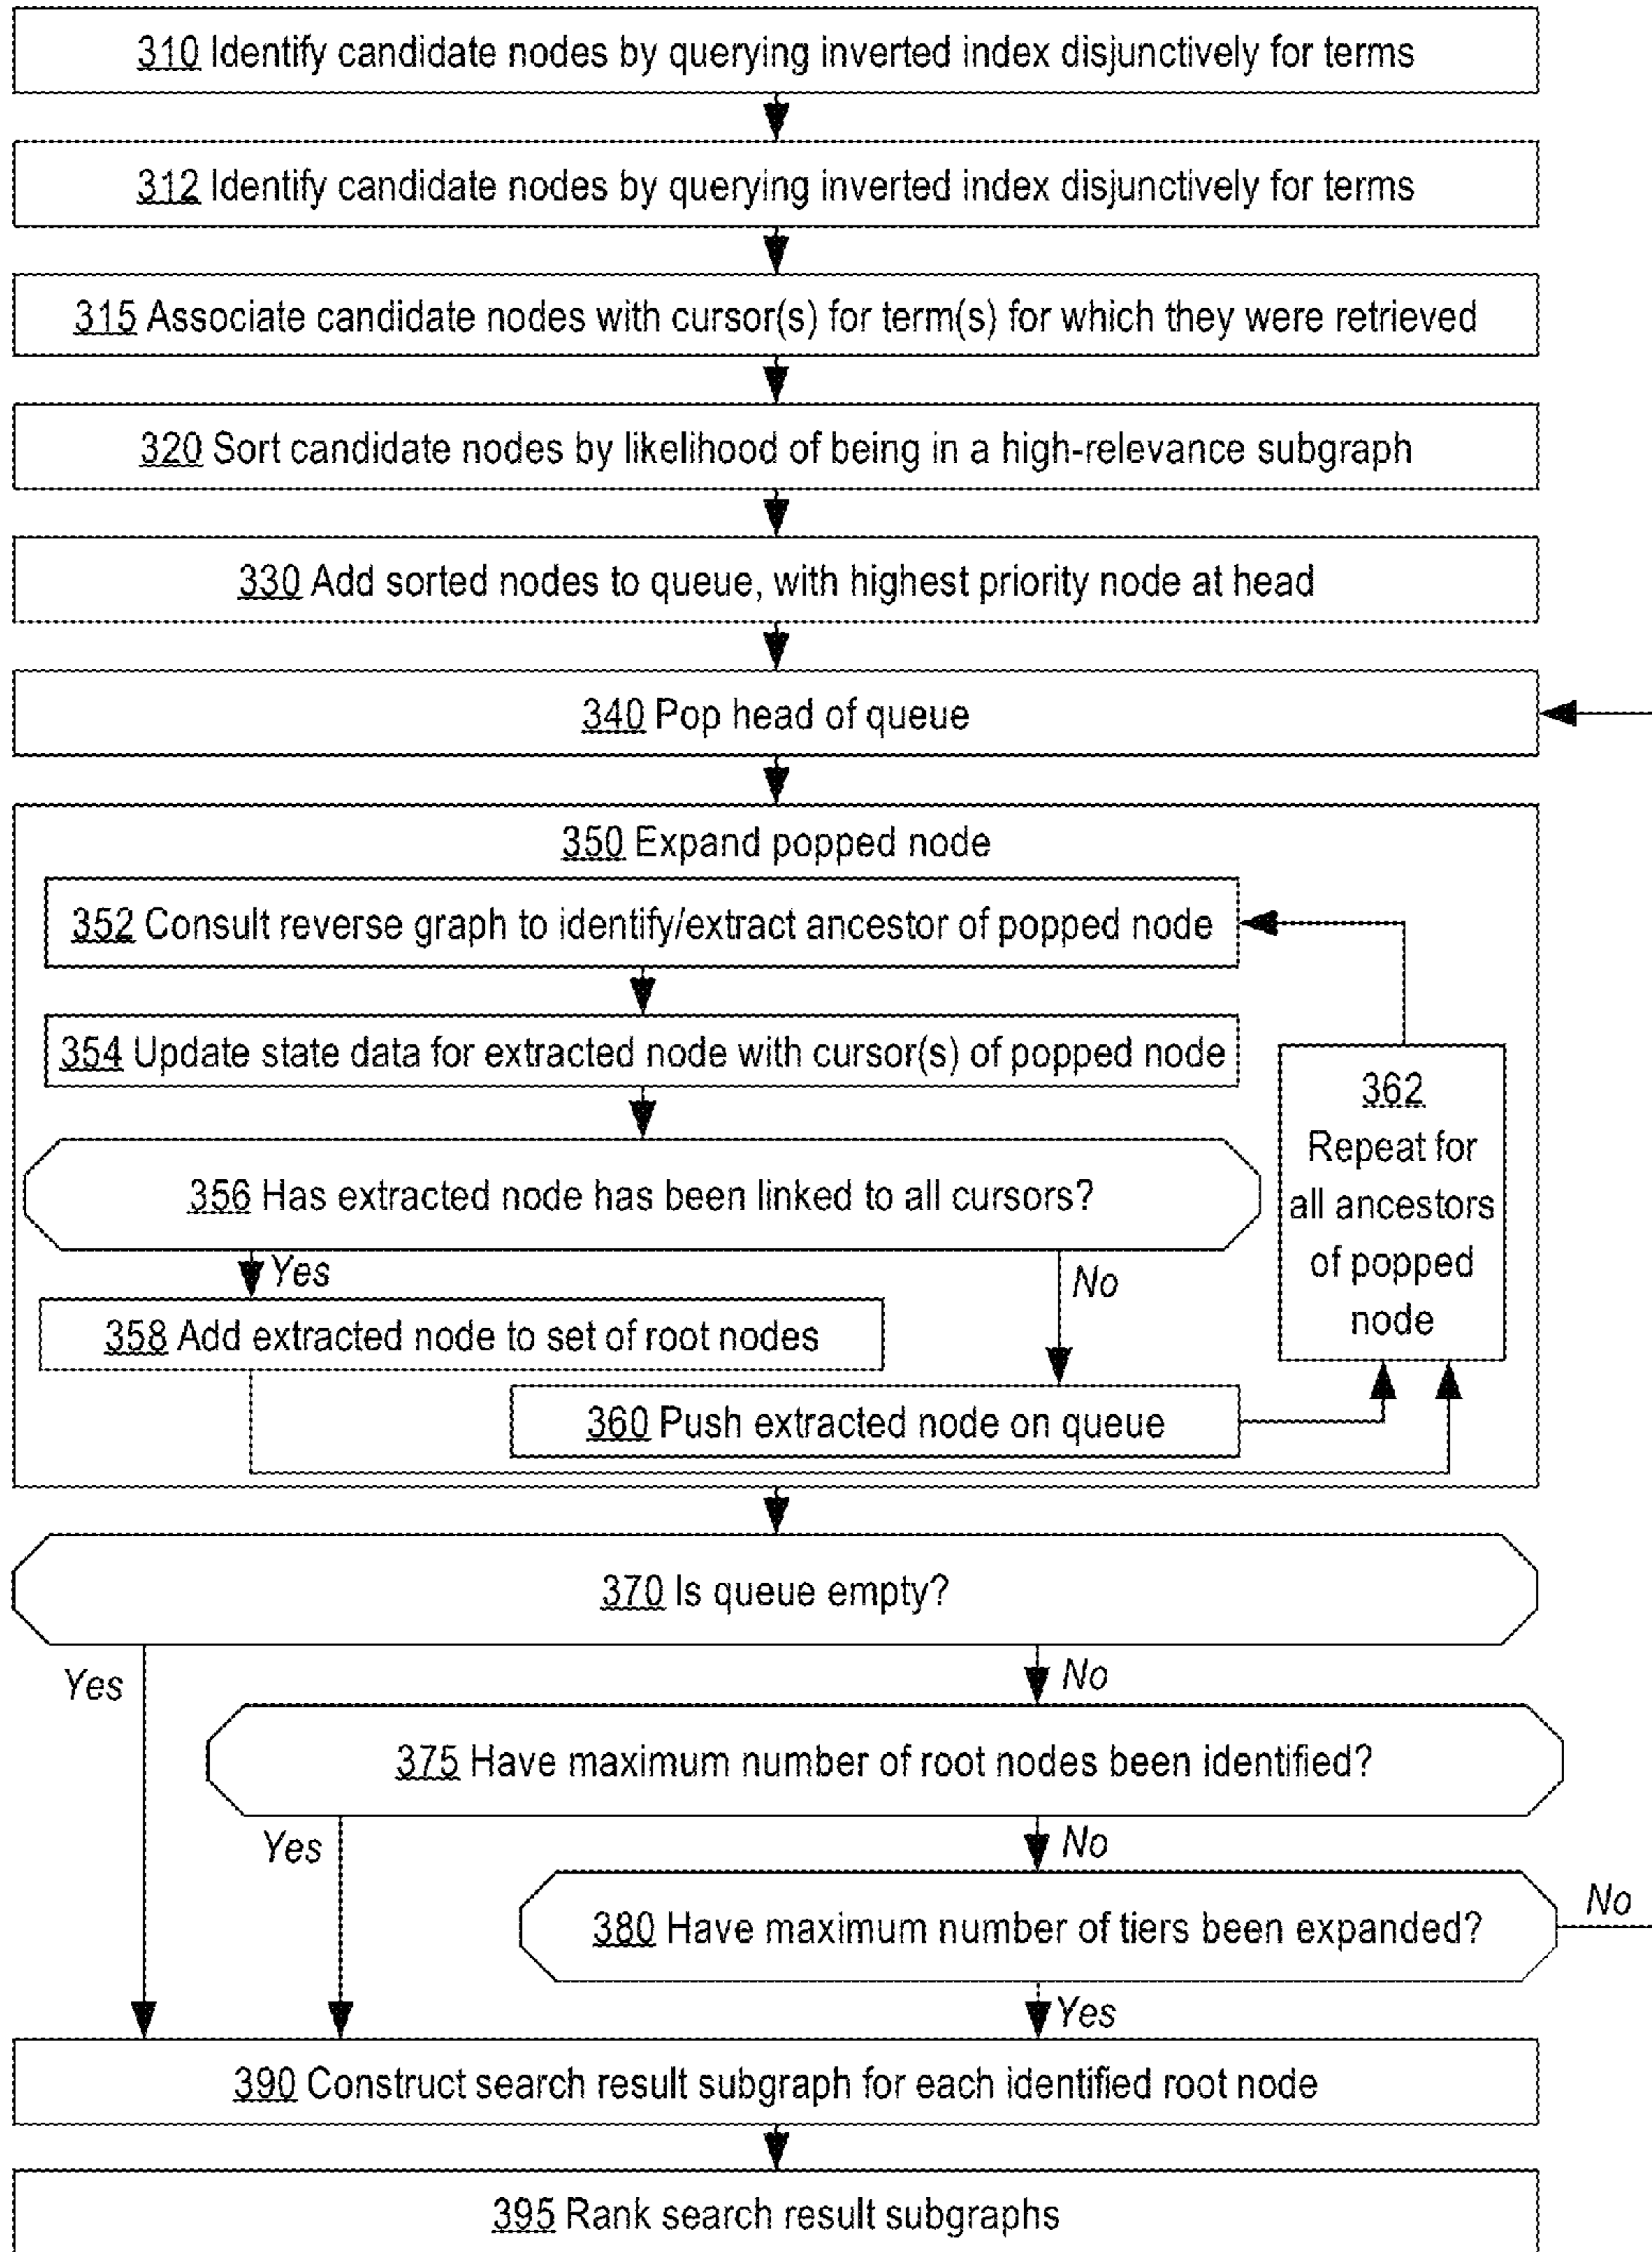 310 Identify candidate nodes by querying inverted index disjunctively for terms
312 Identify candidate nodes by querying inverted index disjunctively for terms
315 Associate candidate nodes with cursor(s) for term(s) for which they were retrieved
320 Sort candidate nodes by likelihood of being in a high-relevance subgraph
330 Add sorted nodes to queue, with highest priority node at head
340 Pop head of queue
350 Expand popped node
352 Consult reverse graph to identify/extract ancestor of popped node
354 Update state data for extracted node with cursor(s) of popped node
356 Has extracted node has been linked to all cursors?
Yes
No
358 Add extracted node to set of root nodes
360 Push extracted node on queue
362
Repeat for
all ancestors
of popped
node
370 Is queue empty?
Yes
No
375 Have maximum number of root nodes been identified?
Yes
No
380 Have maximum number of tiers been expanded?
No
Yes
390 Construct search result subgraph for each identified root node
395 Rank search result subgraphs